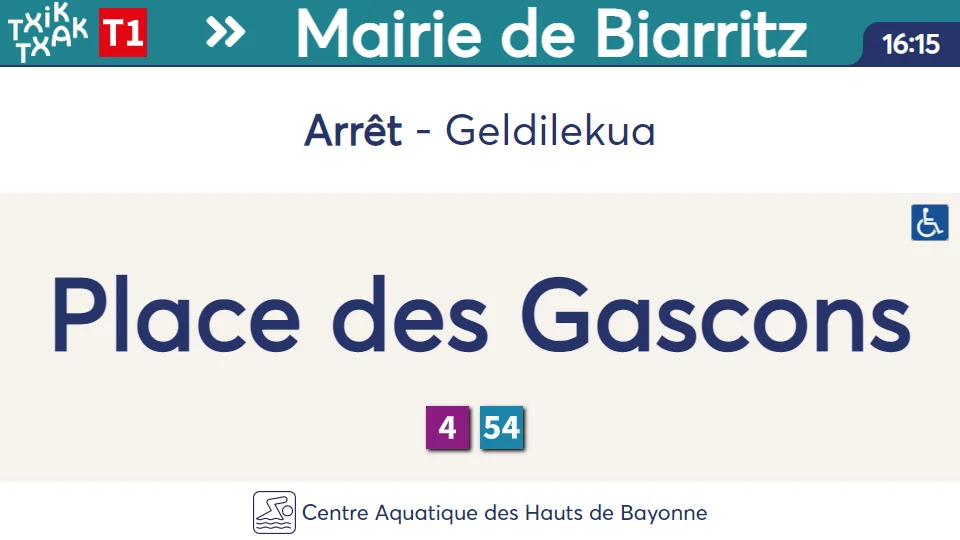 TXIK TXAK T1 >> Mairie de Biarritz 16:15
Arrêt - Geldilekua
Place des Gascons
4 54
Centre Aquatique des Hauts de Bayonne